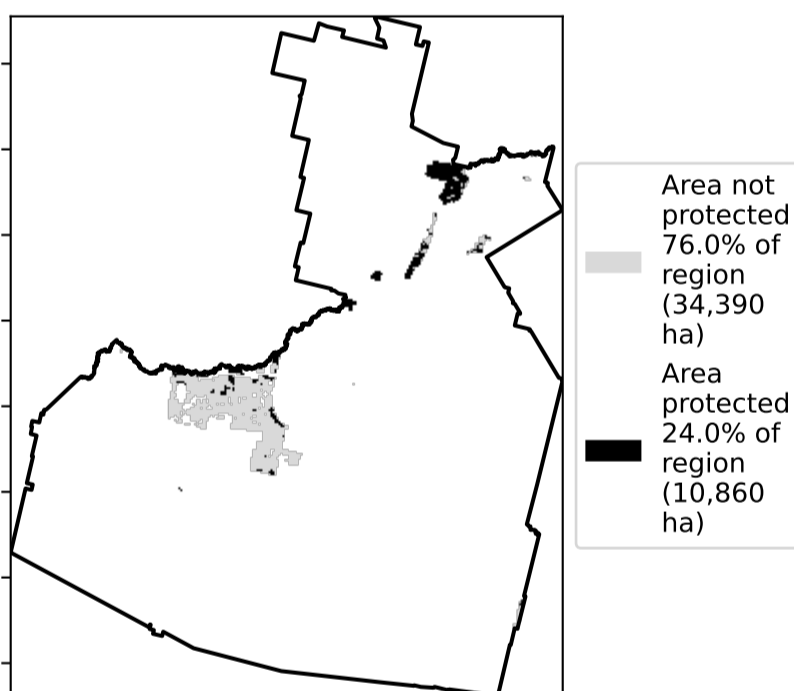 Area not
protected
76.0% of
region
(34,390
ha)
Area
protected
24.0% of
region
(10,860
ha)